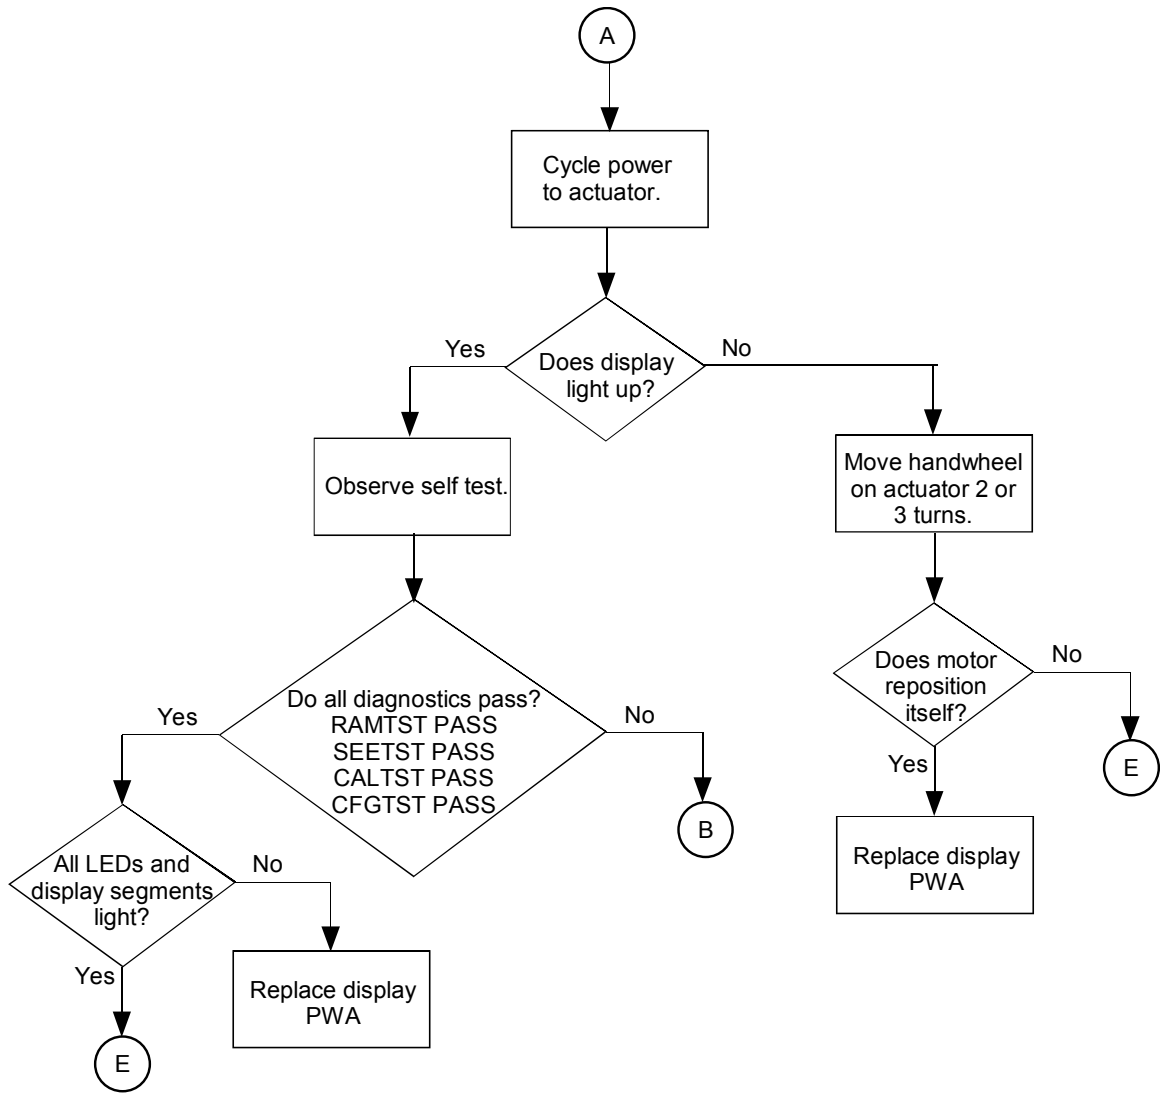 A
Cycle power
to actuator.
Does display
light up?
Yes
No
Observe self test.
Move handwheel
on actuator 2 or
3 turns.
Do all diagnostics pass?
RAMTST PASS
SEETST PASS
CALTST PASS
CFGTST PASS
Yes
No
Does motor
reposition
itself?
No
Yes
E
B
Replace display
PWA
All LEDs and
display segments
light?
No
Yes
Replace display
PWA
E